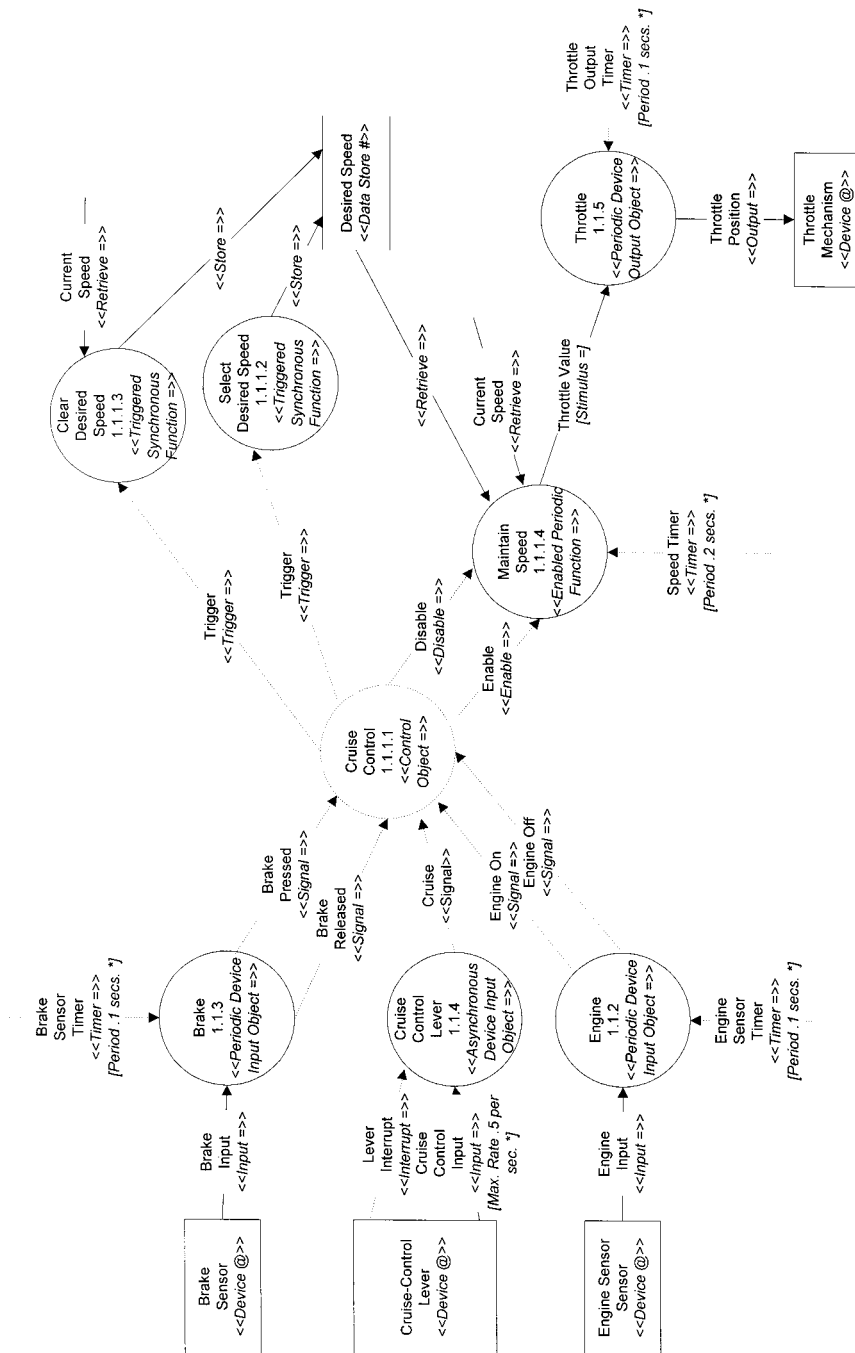 Brake
Sensor
<<Device @>>
Brake
Input
<<Input =>>
Brake
Sensor
Timer
<<Timer =>>
[Period .1 secs. *]
Brake
1.1.3
<<Periodic Device
Input Object =>>
Brake
Pressed
<<Signal =>>
Brake
Released
<<Signal =>>
Cruise-Control
Lever
<<Device @>>
Lever
Interrupt
<<Interrupt =>>
Cruise
Control
Input
<<Input =>>
[Max. Rate .5 per
sec. *]
Cruise
Control
Lever
1.1.4
<<Asynchronous
Device Input
Object =>>
Cruise
<<Signal>>
Engine Sensor
Sensor
<<Device @>>
Engine
Input
<<Input =>>
Engine
1.1.2
<<Periodic Device
Input Object =>>
Engine
Sensor
Timer
<<Timer =>>
[Period .1 secs. *]
Engine On
<<Signal =>>
Engine Off
<<Signal =>>
Cruise
Control
1.1.1.1
<<Control
Object =>>
Trigger
<<Trigger =>>
Trigger
<<Trigger =>>
Disable
<<Disable =>>
Enable
<<Enable =>>
Clear
Desired
Speed
1.1.1.3
<<Triggered
Synchronous
Function =>>
Current
Speed
<<Retrieve =>>
<<Store =>>
Select
Desired Speed
1.1.1.2
<<Triggered
Synchronous
Function =>>
<<Store =>>
Desired Speed
<<Data Store #>>
<<Retrieve =>>
Current
Speed
<<Retrieve =>>
Maintain
Speed
1.1.1.4
<<Enabled Periodic
Function =>>
Speed Timer
<<Timer =>>
[Period .2 secs. *]
Throttle Value
[Stimulus =]
Throttle
Output
Timer
<<Timer =>>
[Period .1 secs. *]
Throttle
1.1.5
<<Periodic Device
Output Object =>>
Throttle
Position
<<Output =>>
Throttle
Mechanism
<<Device @>>